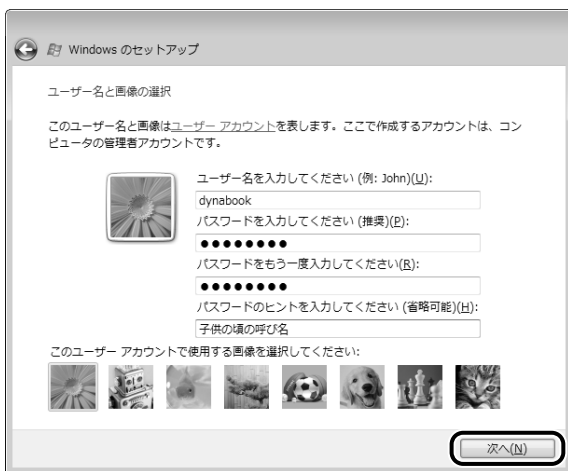 Windows のセットアップ
ユーザー名と画像の選択
このユーザー名と画像はユーザー アカウントを表します。ここで作成するアカウントは、コン
ピュータの管理者アカウントです。
ユーザー名を入力してください (例: John)(U):
dynabook
パスワードを入力してください (推奨)(P):
●●●●●●●●
パスワードをもう一度入力してください(R):
●●●●●●●●
パスワードのヒントを入力してください (省略可能)(H):
子供の頃の呼び名
このユーザー アカウントで使用する画像を選択してください:
次へ(N)